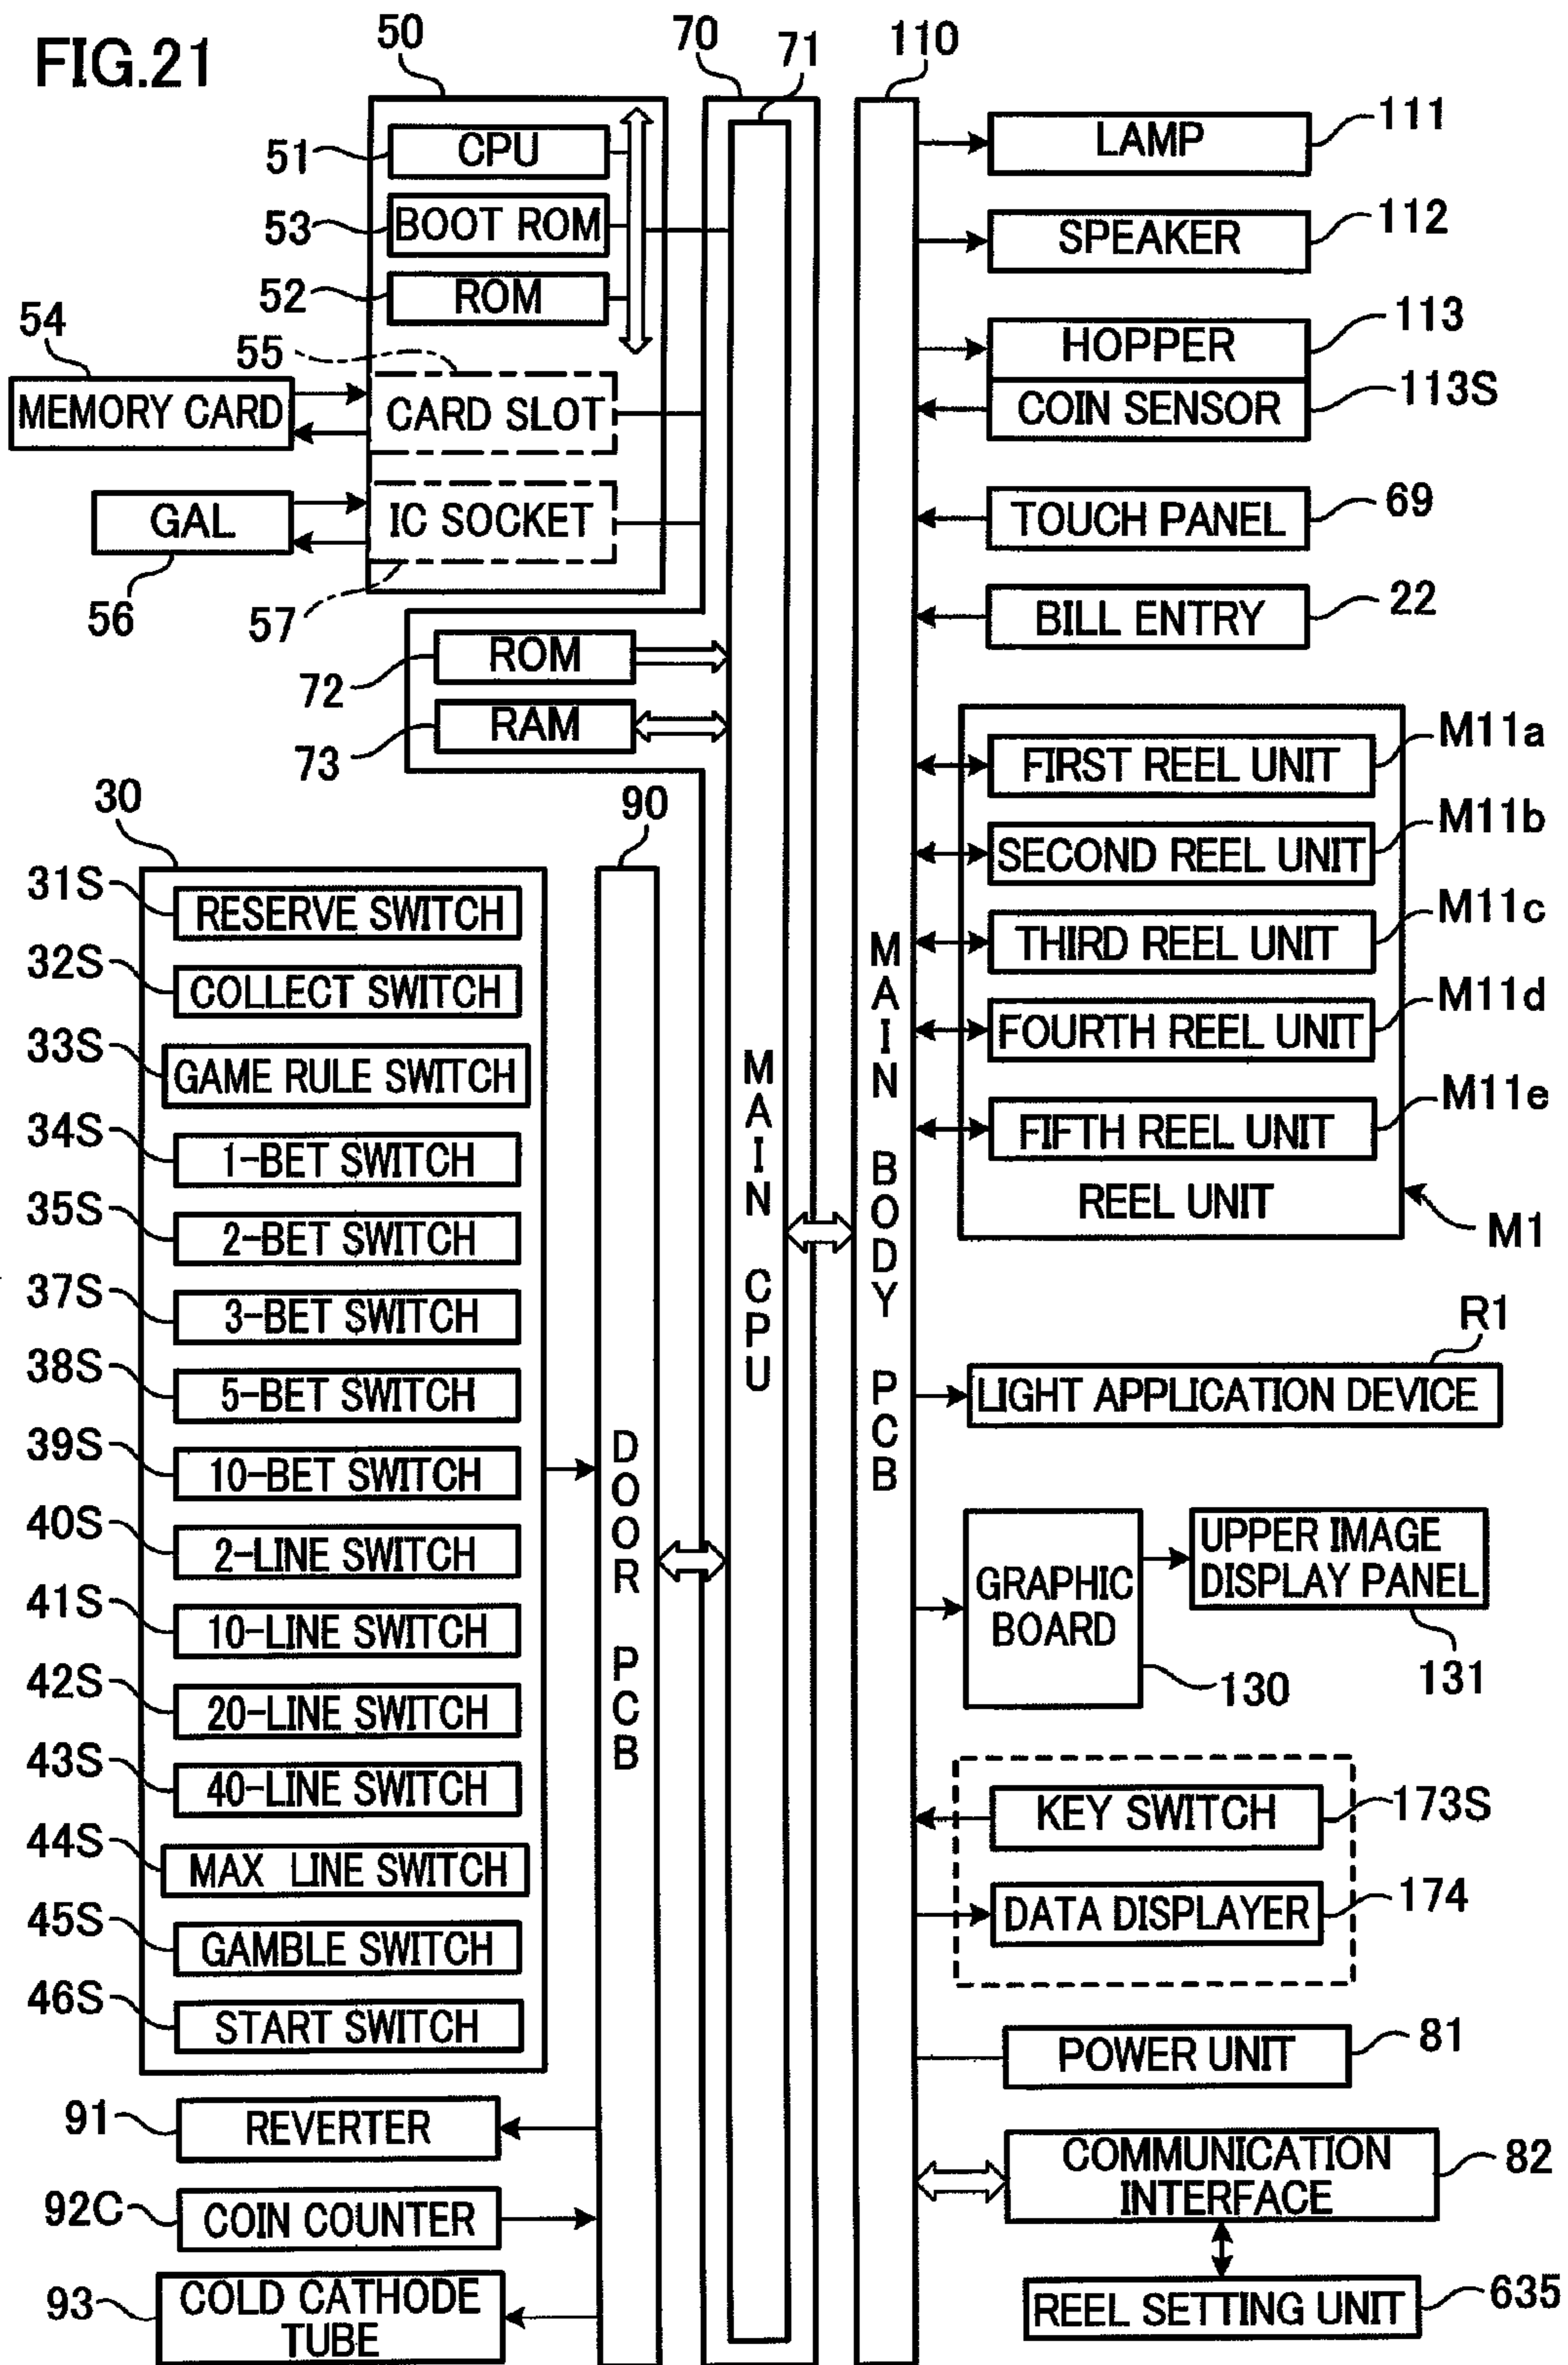 FIG.21
50
70
71
110
51
CPU
53
BOOT ROM
52
ROM
54
MEMORY CARD
55
CARD SLOT
GAL
56
IC SOCKET
57
72
ROM
73
RAM
30
31S
RESERVE SWITCH
32S
COLLECT SWITCH
33S
GAME RULE SWITCH
34S
1-BET SWITCH
35S
2-BET SWITCH
37S
3-BET SWITCH
38S
5-BET SWITCH
39S
10-BET SWITCH
40S
2-LINE SWITCH
41S
10-LINE SWITCH
42S
20-LINE SWITCH
43S
40-LINE SWITCH
44S
MAX LINE SWITCH
45S
GAMBLE SWITCH
46S
START SWITCH
91
REVERTER
92C
COIN COUNTER
93
COLD CATHODE
TUBE
90
DOOR PCB
MAIN CPU
MAIN BODY PCB
LAMP
111
SPEAKER
112
HOPPER
113
COIN SENSOR
113S
TOUCH PANEL
69
BILL ENTRY
22
FIRST REEL UNIT
M11a
SECOND REEL UNIT
M11b
THIRD REEL UNIT
M11c
FOURTH REEL UNIT
M11d
FIFTH REEL UNIT
M11e
REEL UNIT
M1
R1
LIGHT APPLICATION DEVICE
GRAPHIC
BOARD
130
UPPER IMAGE
DISPLAY PANEL
131
KEY SWITCH
173S
DATA DISPLAYER
174
POWER UNIT
81
COMMUNICATION
INTERFACE
82
REEL SETTING UNIT
635